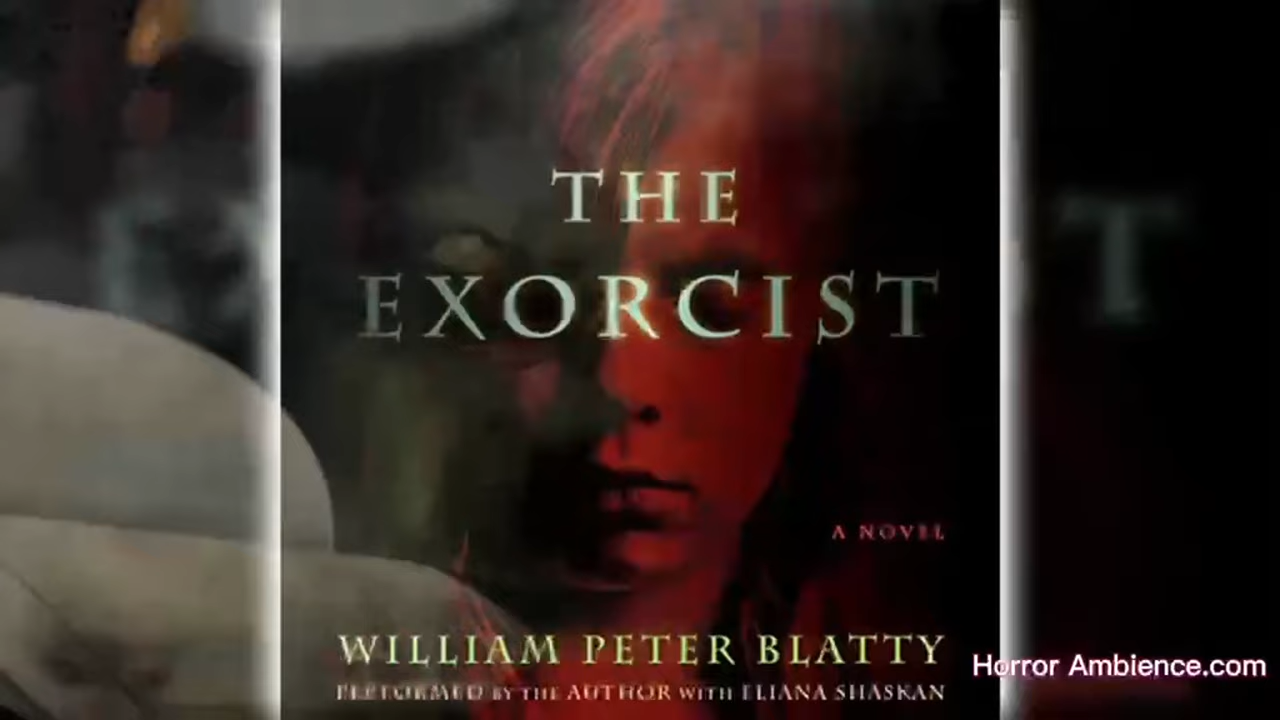 THE
EXORCIST
T
A NOVEL
WILLIAM PETER BLATTY
PERFORMED BY THE AUTHOR WITH ELIANA SHASKAN
Horror Ambience.com